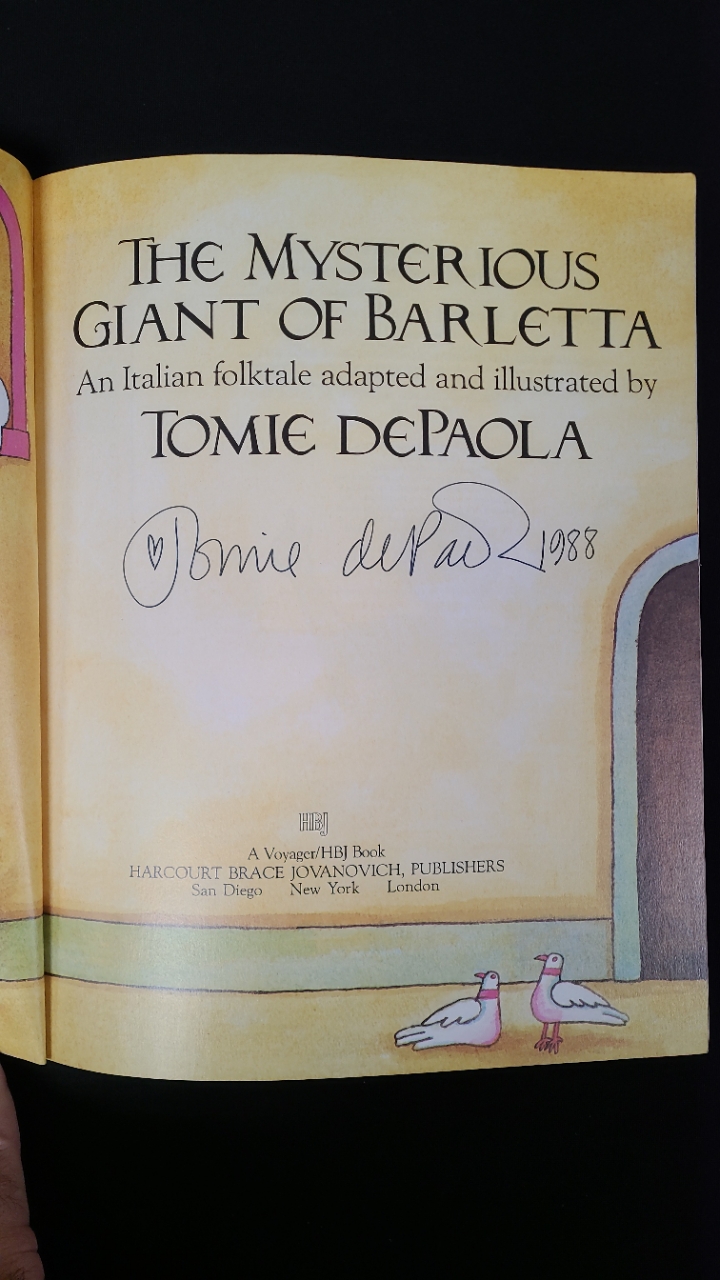 THE MYSTERIOUS
GIANT OF BARLETTA
An Italian folktale adapted and illustrated by
TOMIE DEPAOLA
Tomie dePaola 1988
HBJ
A Voyager/HBJ Book
HARCOURT BRACE JOVANOVICH, PUBLISHERS
San Diego New York London